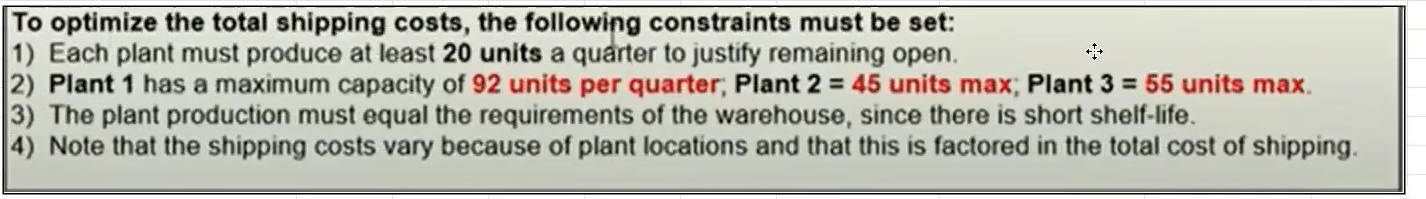 To optimize the total shipping costs, the following constraints must be set:
1) Each plant must produce at least 20 units a quarter to justify remaining open.
2) Plant 1 has a maximum capacity of 92 units per quarter; Plant 2 = 45 units max; Plant 3 = 55 units max.
3) The plant production must equal the requirements of the warehouse, since there is short shelf-life.
4) Note that the shipping costs vary because of plant locations and that this is factored in the total cost of shipping.